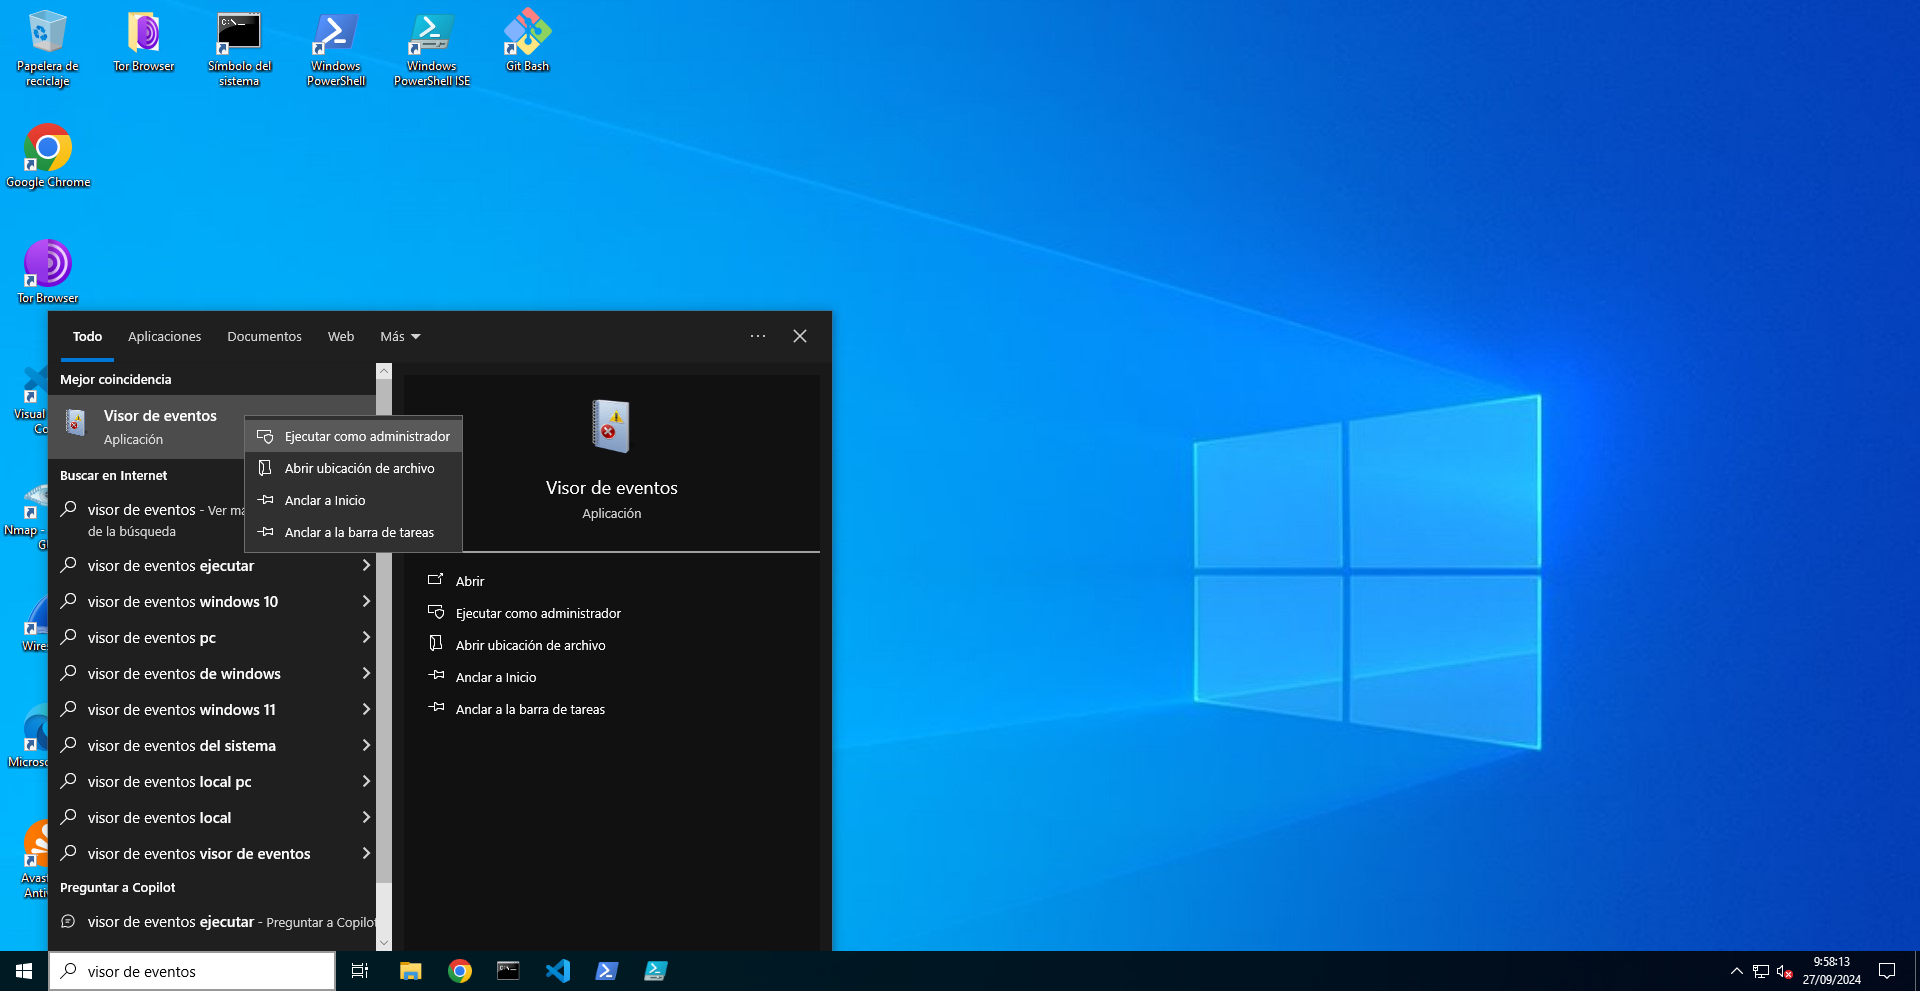 Papelera de
reciclaje
Tor Browser
Símbolo del
sistema
Windows
PowerShell
Windows
PowerShell ISE
Git Bash
Google Chrome
Tor Browser
Visual
Co
Nmap -
Gl
Wires
Microso
Avast
Antiv
Todo
Aplicaciones
Documentos
Web
Más
Mejor coincidencia
Visor de eventos
Aplicación
Ejecutar como administrador
Abrir ubicación de archivo
Anclar a Inicio
Anclar a la barra de tareas
Buscar en Internet
visor de eventos - Ver má
de la búsqueda
visor de eventos ejecutar
visor de eventos windows 10
visor de eventos pc
visor de eventos de windows
visor de eventos windows 11
visor de eventos del sistema
visor de eventos local pc
visor de eventos local
visor de eventos visor de eventos
Preguntar a Copilot
visor de eventos ejecutar - Preguntar a Copilot
Visor de eventos
Aplicación
Abrir
Ejecutar como administrador
Abrir ubicación de archivo
Anclar a Inicio
Anclar a la barra de tareas
visor de eventos
9:58:13
27/09/2024